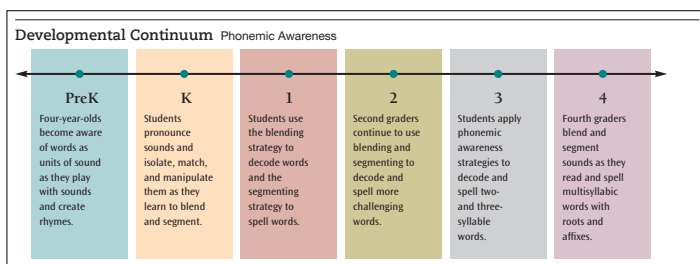 Developmental Continuum Phonemic Awareness
PreK
Four-year-olds
become aware
of words as
units of sound
as they play
with sounds
and create
rhymes.
K
Students
pronounce
sounds and
isolate, match,
and manipulate
them as they
learn to blend
and segment.
1
Students use
the blending
strategy to
decode words
and the
segmenting
strategy to
spell words.
2
Second graders
continue to use
blending and
segmenting to
decode and
spell more
challenging
words.
3
Students apply
phonemic
awareness
strategies to
decode and
spell two-
and three-
syllable
words.
4
Fourth graders
blend and
segment
sounds as they
read and spell
multisyllabic
words with
roots and
affixes.